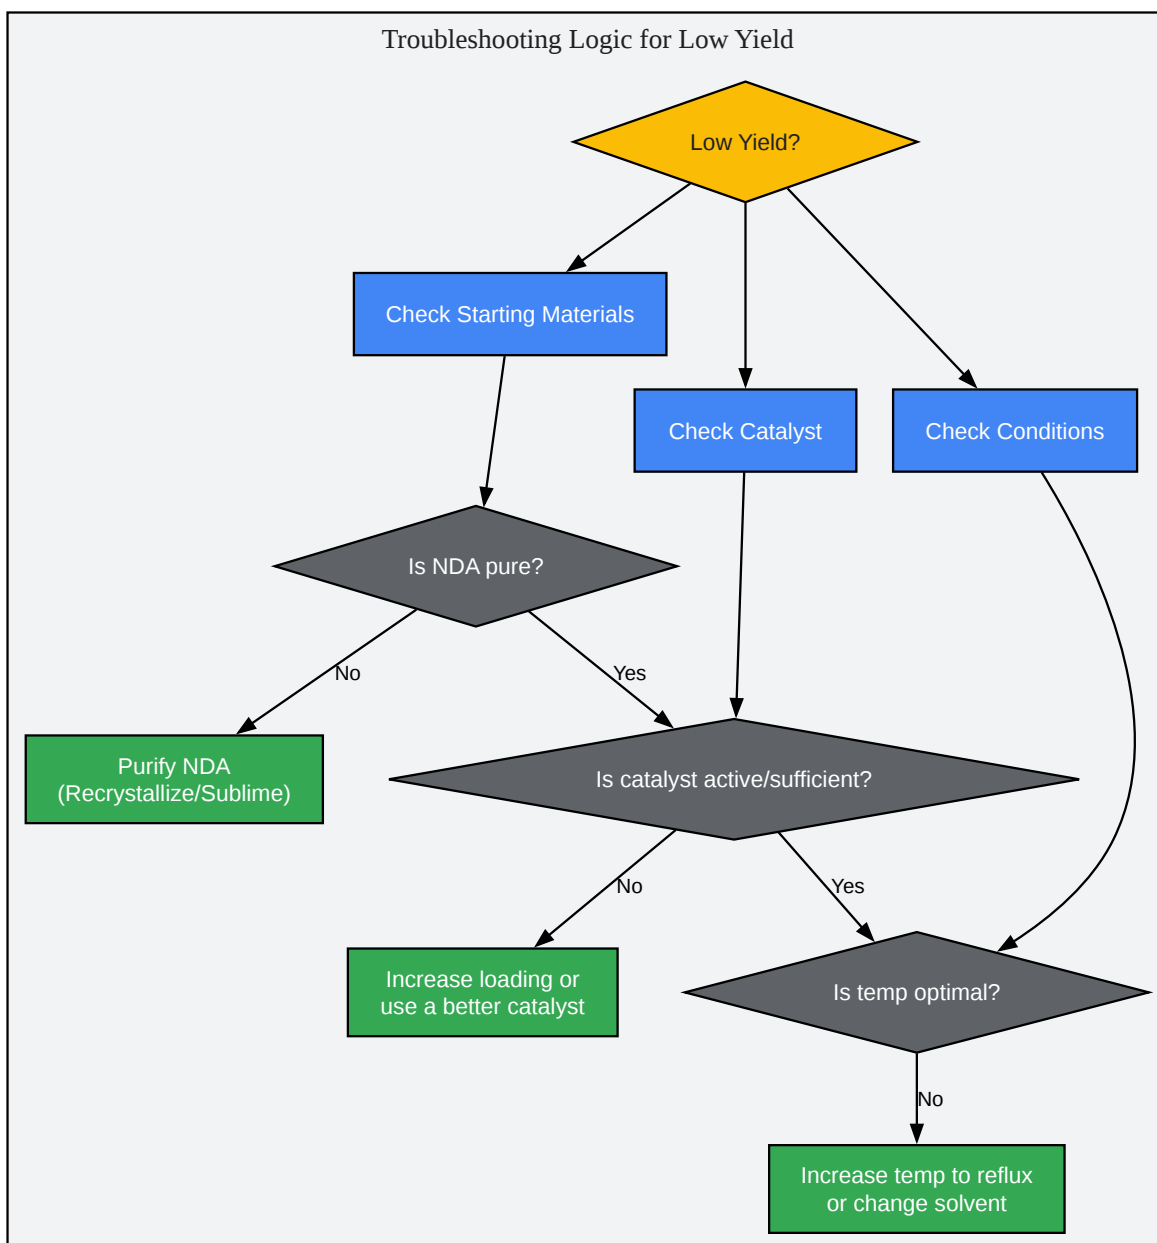 Troubleshooting Logic for Low Yield
Low Yield?
Check Starting Materials
Check Catalyst
Check Conditions
Is NDA pure?
No
Yes
Purify NDA
(Recrystallize/Sublime)
Is catalyst active/sufficient?
No
Yes
Increase loading or
use a better catalyst
Is temp optimal?
No
Increase temp to reflux
or change solvent